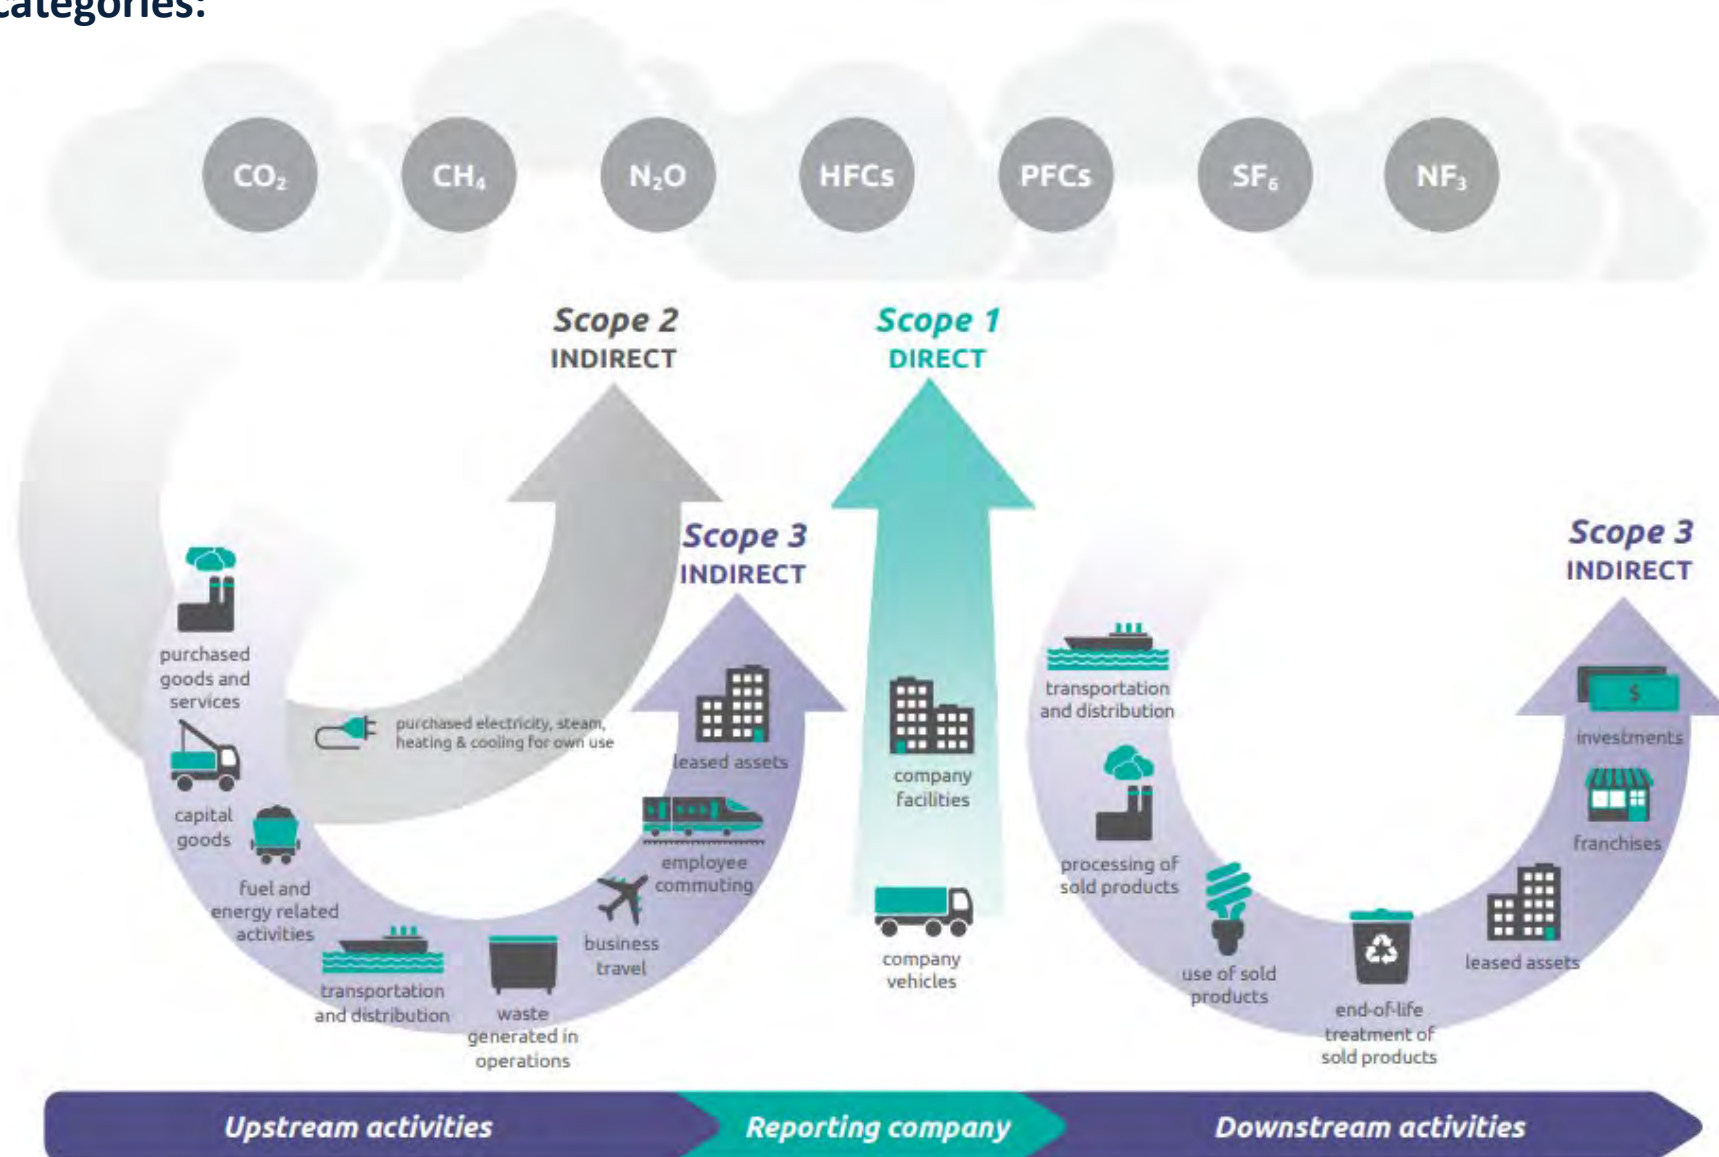 categories:
CO₂
CH₄
N₂O
HFCs
PFCs
SF₆
NF₃
Scope 2
INDIRECT
Scope 1
DIRECT
Scope 3
INDIRECT
Scope 3
INDIRECT
purchased
goods and
services
capital
goods
fuel and
energy related
activities
purchased electricity, steam,
heating & cooling for own use
transportation
and distribution
waste
generated in
operations
business
travel
employee
commuting
leased assets
company
facilities
company
vehicles
transportation
and distribution
processing of
sold products
use of sold
products
end-of-life
treatment of
sold products
leased assets
franchises
$
investments
Upstream activities
Reporting company
Downstream activities